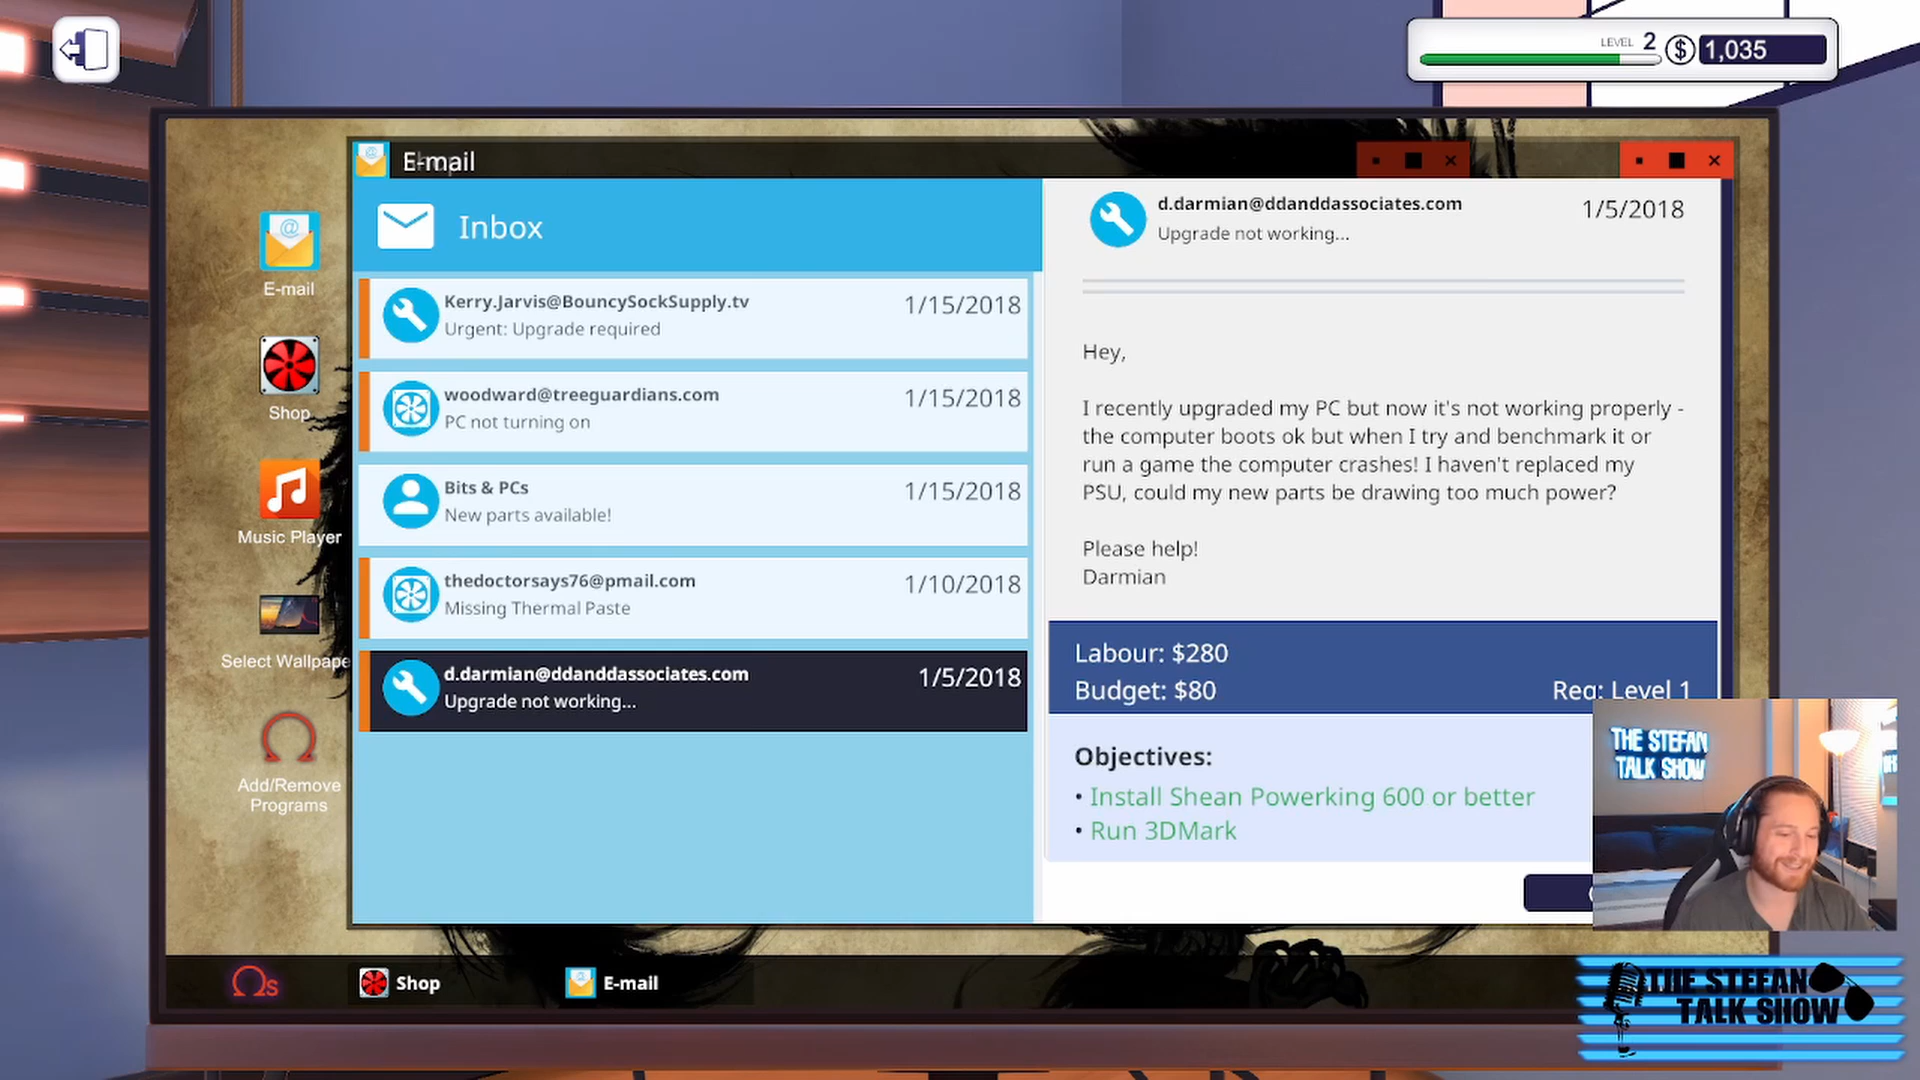 LEVEL 2
$ 1,035
E-mail
E-mail
Shop
Music Player
Select Wallpape
Add/Remove
Programs
Inbox
Kerry.Jarvis@BouncySockSupply.tv
1/15/2018
Urgent: Upgrade required
woodward@treeguardians.com
1/15/2018
PC not turning on
Bits & PCs
1/15/2018
New parts available!
thedoctorsays76@pmail.com
1/10/2018
Missing Thermal Paste
d.darmian@ddanddassociates.com
1/5/2018
Upgrade not working...
d.darmian@ddanddassociates.com
1/5/2018
Upgrade not working...
Hey,
I recently upgraded my PC but now it's not working properly -
the computer boots ok but when I try and benchmark it or
run a game the computer crashes! I haven't replaced my
PSU, could my new parts be drawing too much power?
Please help!
Darmian
Labour: $280
Budget: $80
Req: Level 1
Objectives:
• Install Shean Powerking 600 or better
• Run 3DMark
THE STEFAN
TALK SHOW
Ωs
Shop
E-mail
THE STEFAN
TALK SHOW